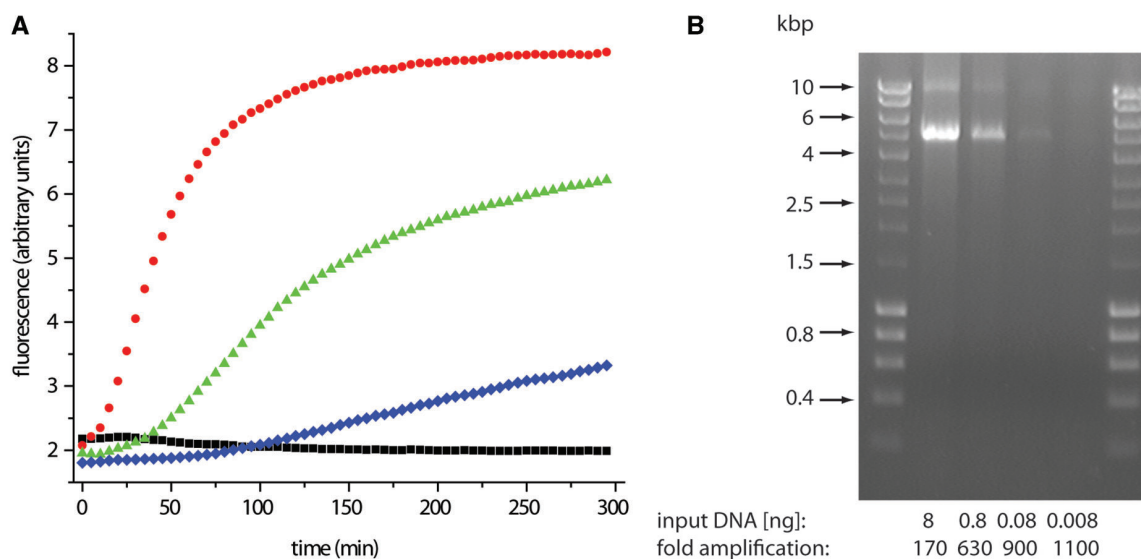 A
8
7
6
5
4
3
2
fluorescence (arbitrary units)
0 50 100 150 200 250 300
time (min)
B
kbp
10
6
4
2.5
1.5
0.8
0.4
input DNA [ng]: 8 0.8 0.08 0.008
fold amplification: 170 630 900 1100